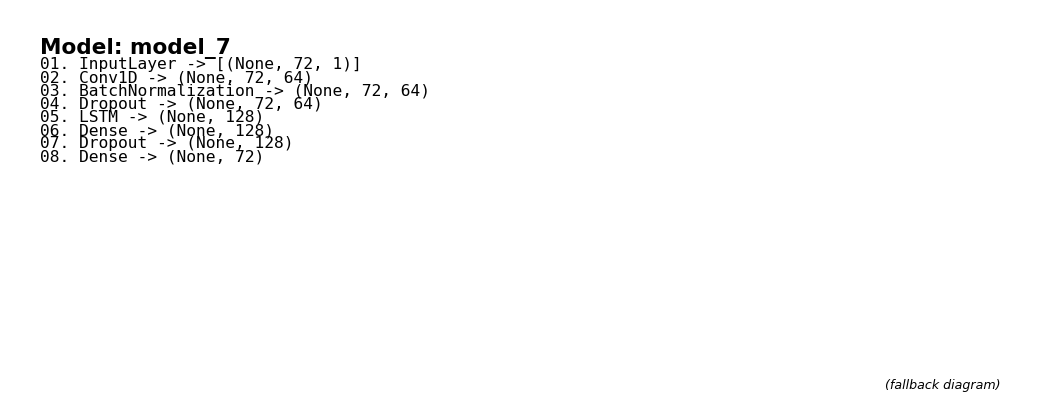 Model: model_7
01. InputLayer -> [(None, 72, 1)]
02. Conv1D -> (None, 72, 64)
03. BatchNormalization -> (None, 72, 64)
04. Dropout -> (None, 72, 64)
05. LSTM -> (None, 128)
06. Dense -> (None, 128)
07. Dropout -> (None, 128)
08. Dense -> (None, 72)
(fallback diagram)